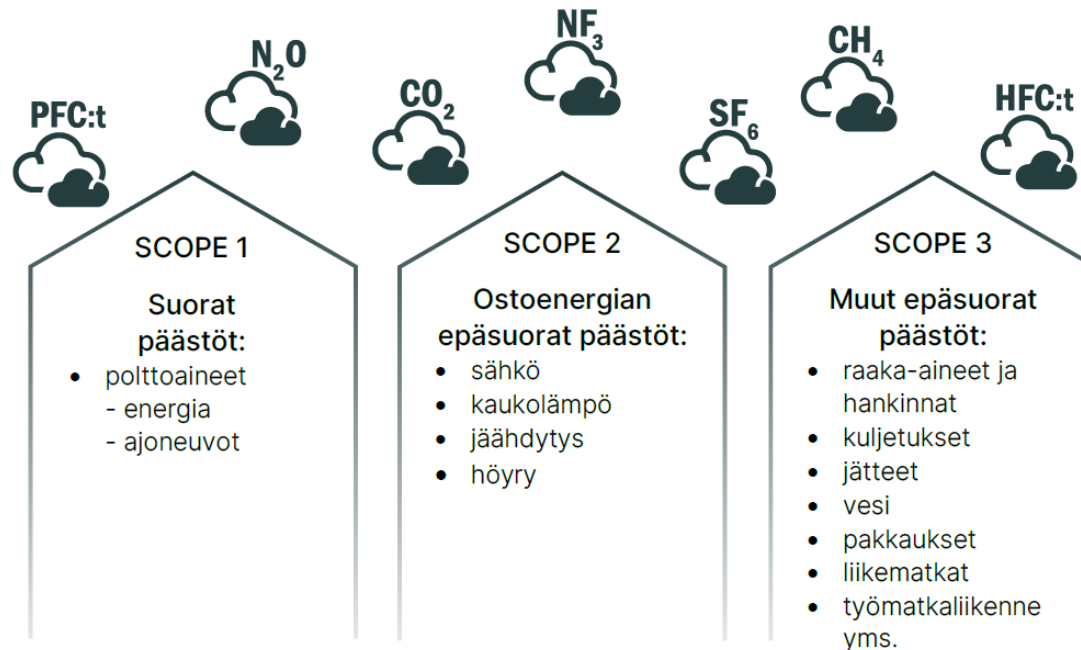 PFC:t
N₂O
CO₂
NF₃
SF₆
CH₄
HFC:t
SCOPE 1
Suorat
päästöt:
• polttoaineet
- energia
- ajoneuvot
SCOPE 2
Ostoenergian
epäsuorat päästöt:
• sähkö
• kaukolämpö
• jäähdytys
• höyry
SCOPE 3
Muut epäsuorat
päästöt:
• raaka-aineet ja
hankinnat
• kuljetukset
• jätteet
• vesi
• pakkaukset
• liikematkat
• työmatkaliikenne
yms.